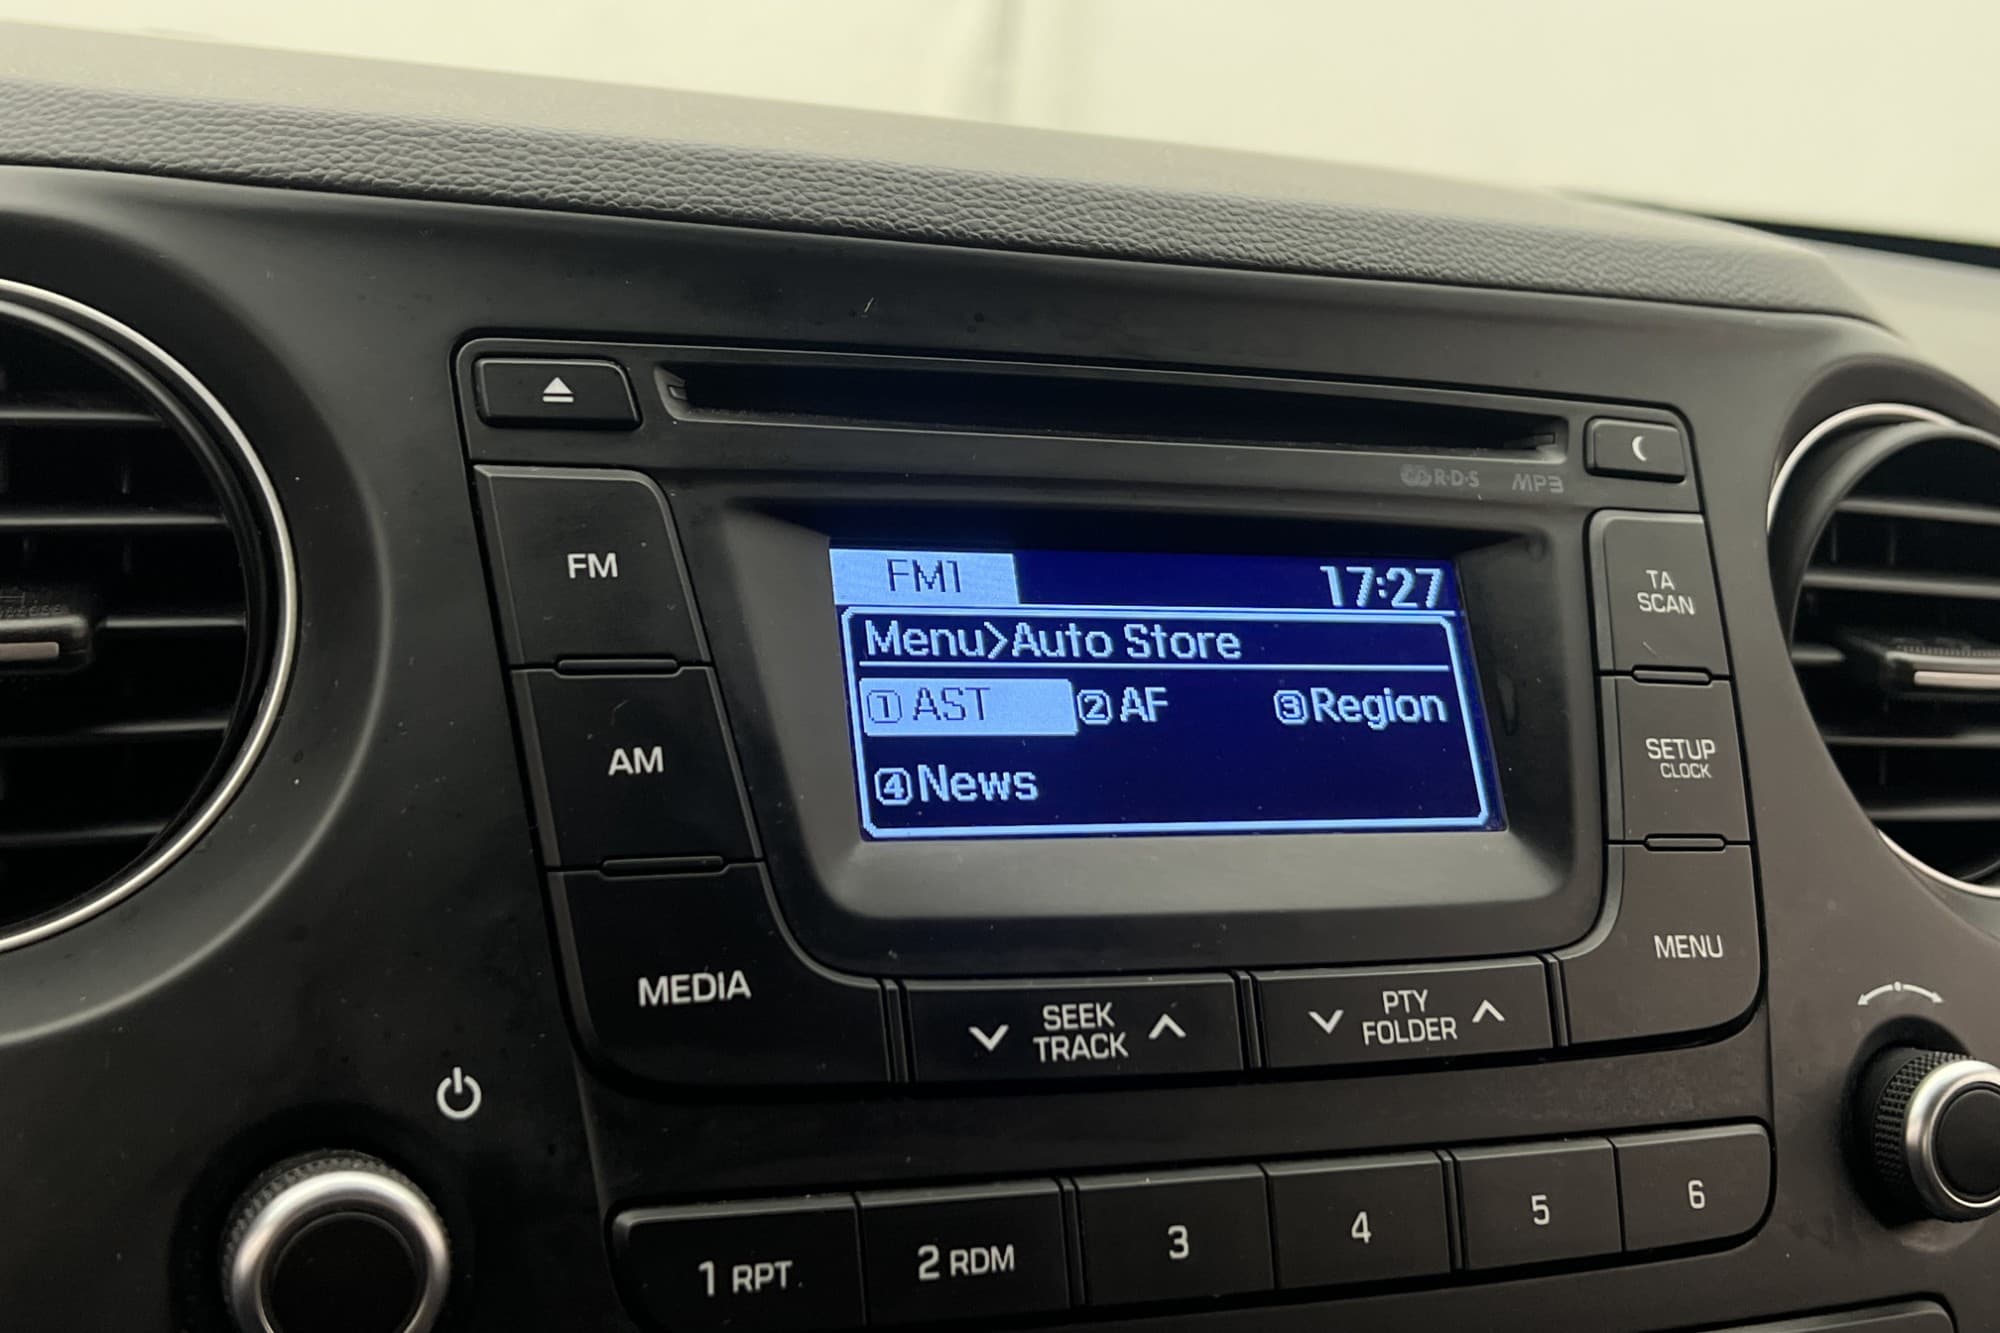 R·D·S MP3
FM
AM
MEDIA
FM1 17:27
Menu>Auto Store
1 AST 2 AF 3 Region
4 News
TA
SCAN
SETUP
CLOCK
MENU
SEEK
TRACK
PTY
FOLDER
1 RPT 2 RDM 3 4 5 6